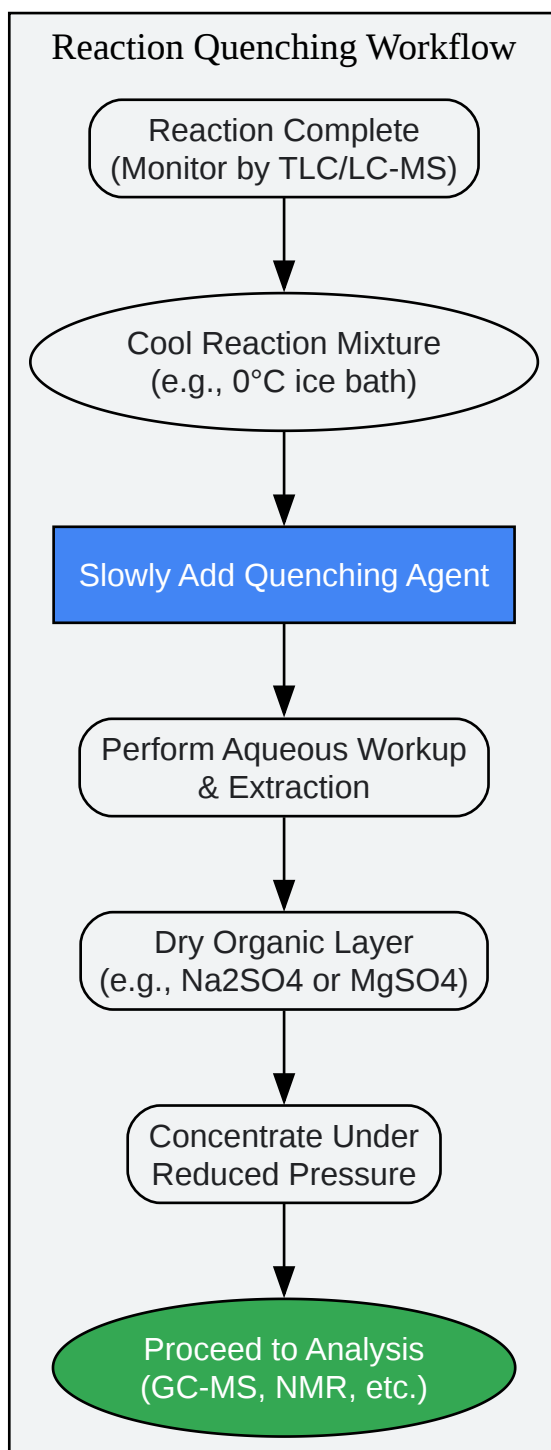 Reaction Quenching Workflow
Reaction Complete
(Monitor by TLC/LC-MS)
Cool Reaction Mixture
(e.g., 0°C ice bath)
Slowly Add Quenching Agent
Perform Aqueous Workup
& Extraction
Dry Organic Layer
(e.g., Na2SO4 or MgSO4)
Concentrate Under
Reduced Pressure
Proceed to Analysis
(GC-MS, NMR, etc.)